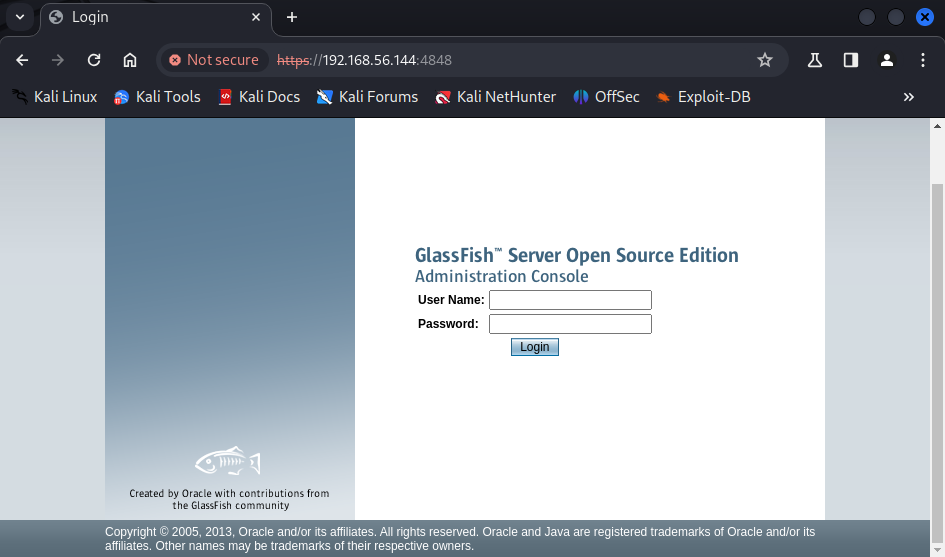 Login
Not secure https://192.168.56.144:4848
Kali Linux Kali Tools Kali Docs Kali Forums Kali NetHunter OffSec Exploit-DB
GlassFish™ Server Open Source Edition
Administration Console
User Name:
Password:
Login
Created by Oracle with contributions from
the GlassFish community
Copyright © 2005, 2013, Oracle and/or its affiliates. All rights reserved. Oracle and Java are registered trademarks of Oracle and/or its
affiliates. Other names may be trademarks of their respective owners.